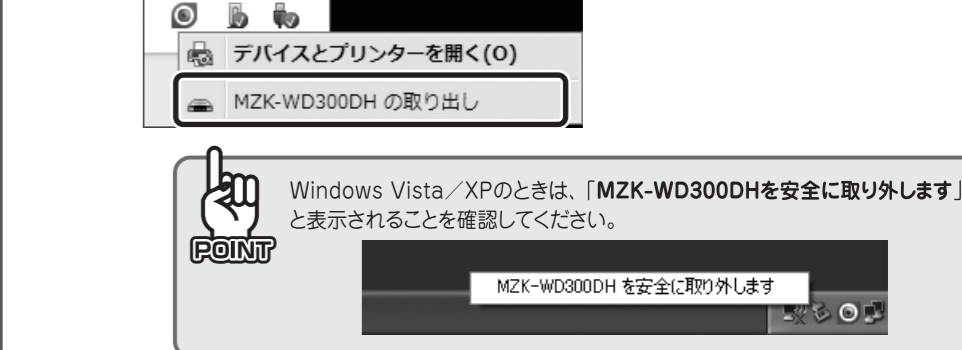 デバイスとプリンターを開く(O)
MZK-WD300DH の取り出し
Windows Vista／XPのときは、「MZK-WD300DHを安全に取り外します」
と表示されることを確認してください。
POINT
MZK-WD300DH を安全に取り外します